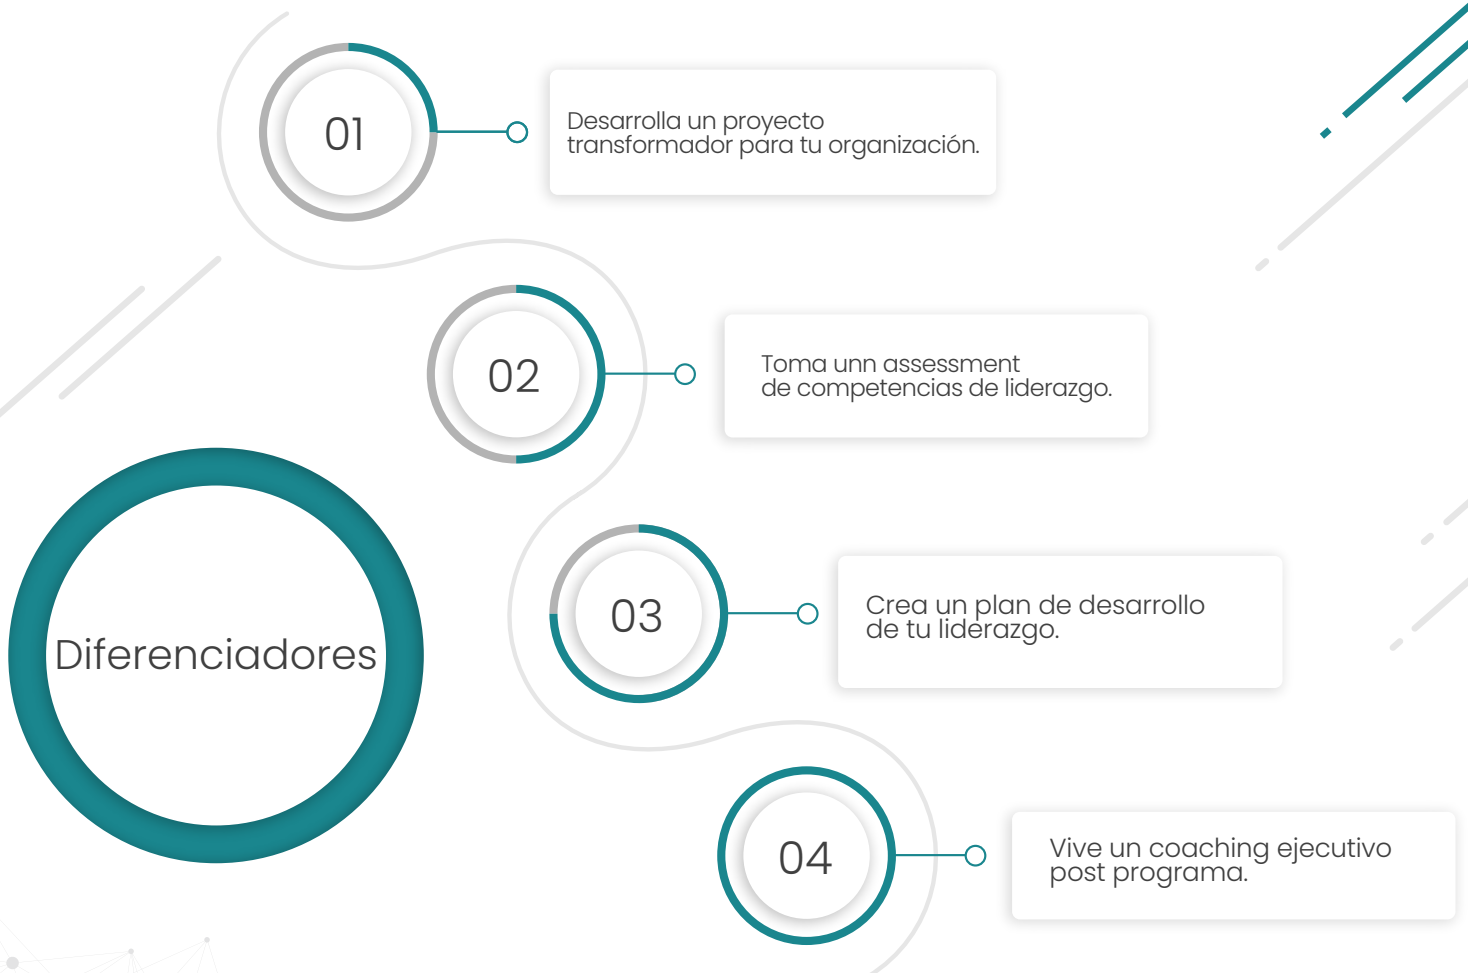 01
Desarrolla un proyecto
transformador para tu organización.
02
Toma unn assessment
de competencias de liderazgo.
03
Crea un plan de desarrollo
de tu liderazgo.
Diferenciadores
04
Vive un coaching ejecutivo
post programa.